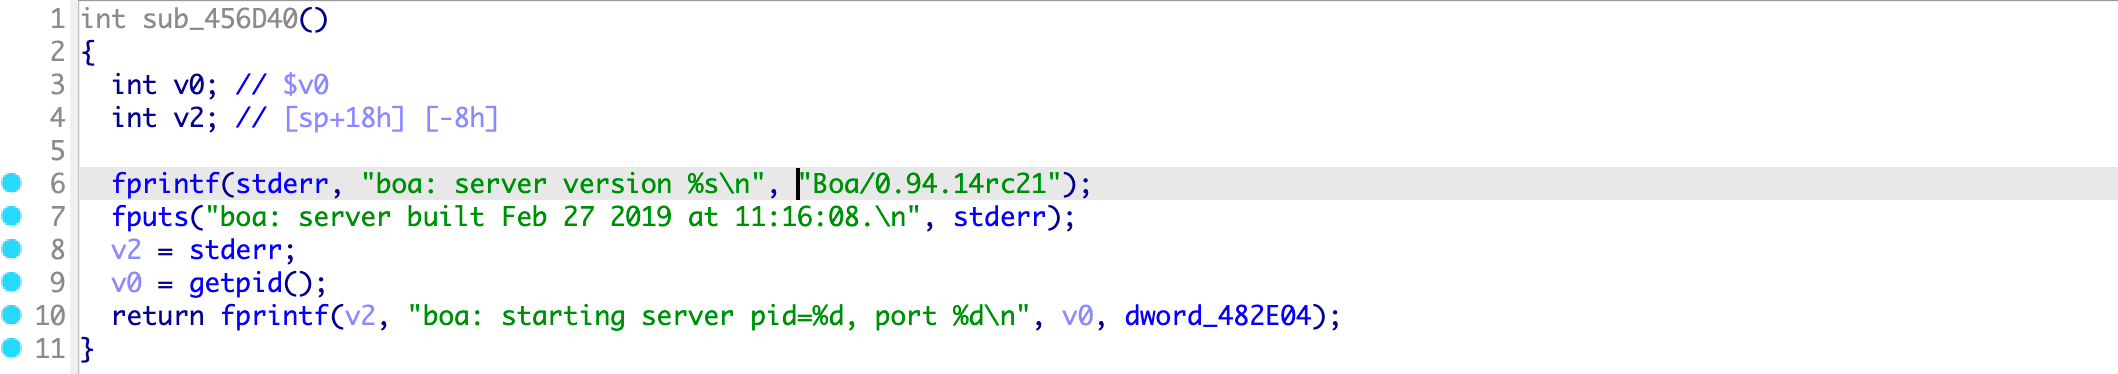 1 int sub_456D40()
2 {
3   int v0; // $v0
4   int v2; // [sp+18h] [-8h]
5
6   fprintf(stderr, "boa: server version %s\n", "Boa/0.94.14rc21");
7   fputs("boa: server built Feb 27 2019 at 11:16:08.\n", stderr);
8   v2 = stderr;
9   v0 = getpid();
10   return fprintf(v2, "boa: starting server pid=%d, port %d\n", v0, dword_482E04);
11 }